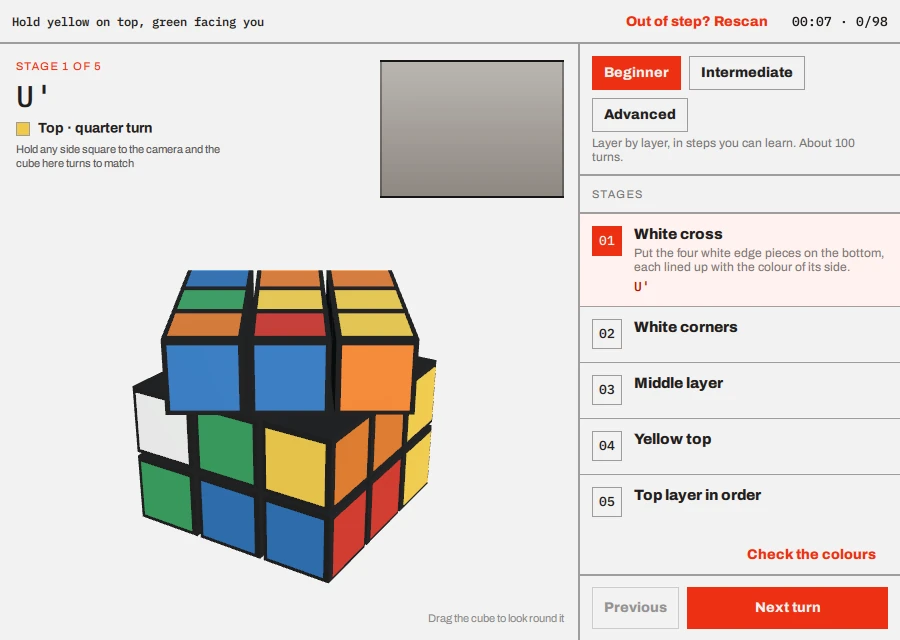 Hold yellow on top, green facing you
Out of step? Rescan
00:07 · 0/98
STAGE 1 OF 5
U'
Top · quarter turn
Hold any side square to the camera and the
cube here turns to match
Drag the cube to look round it
Beginner
Intermediate
Advanced
Layer by layer, in steps you can learn. About 100
turns.
STAGES
01
White cross
Put the four white edge pieces on the bottom,
each lined up with the colour of its side.
U'
02
White corners
03
Middle layer
04
Yellow top
05
Top layer in order
Check the colours
Previous
Next turn